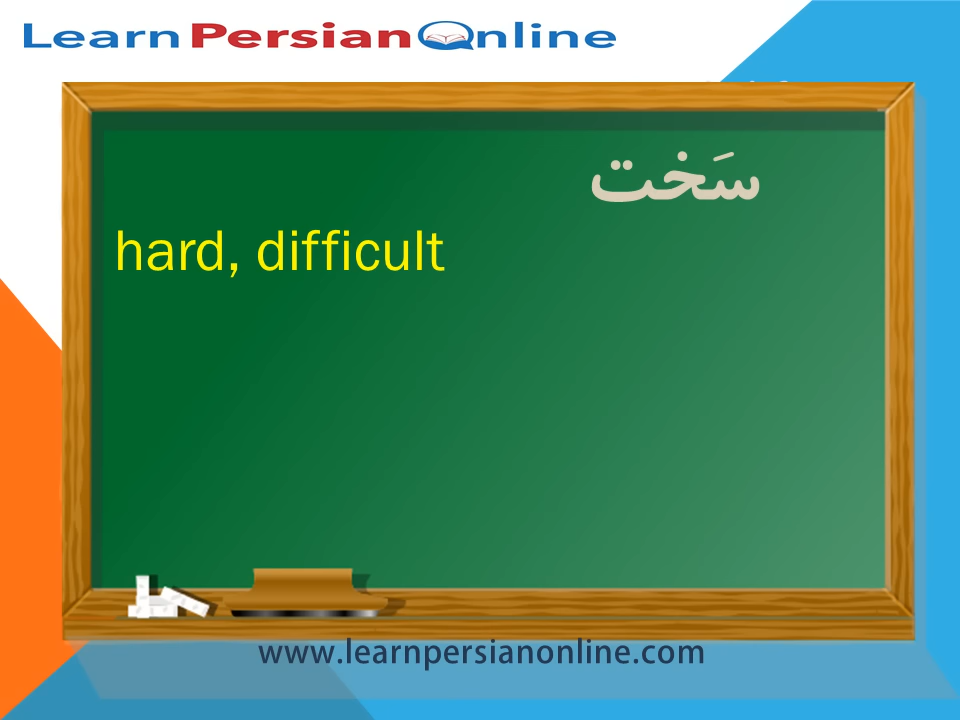 Learn Persian Online
سَخت
hard, difficult
www.learnpersianonline.com